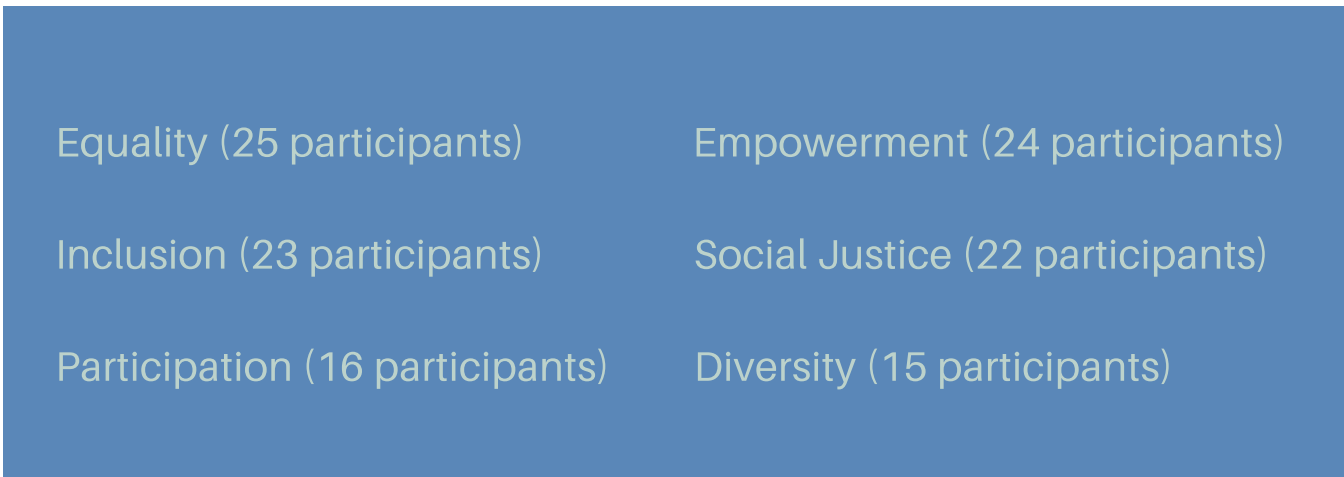 Equality (25 participants)
Empowerment (24 participants)
Inclusion (23 participants)
Social Justice (22 participants)
Participation (16 participants)
Diversity (15 participants)